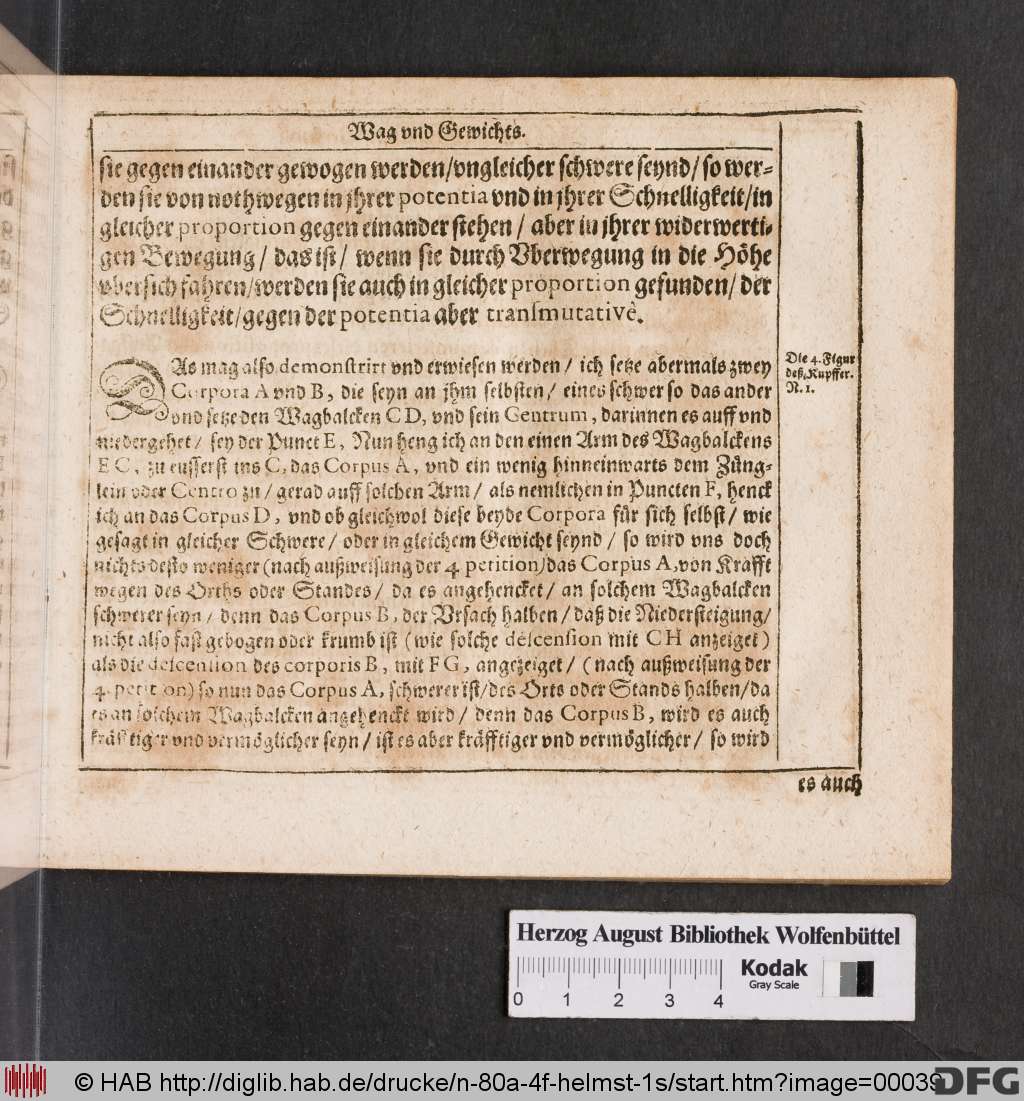 Wag vnd Gewichts.
sie gegen einander gewogen werden/vngleicher schwere seynd/ so wer-
den sie von nothwegen in jhrer potentia vnd in jhrer Schnelligkeit/in
gleicher proportion gegen einander stehen/ aber in jhrer widerwerti-
gen Bewegung/ das ist/ wenn sie durch Vberwegung in die Höhe
vbersich fahren/werden sie auch in gleicher proportion gefunden/ der
Schnelligkeit/gegen der potentia aber transmutativè.
DAs mag also demonstrirt vnd erwiesen werden/ ich setze abermals zwey
Corpora A vnd B, die seyn an jhm selbsten/ eines schwer so das ander
vnd setze den Wagbalcken C D, vnd sein Centrum, darinnen es auff vnd
niedergehet/ sey der Punct E, Nun heng ich an den einen Arm des Wagbalckens
E C, zu eusserst ins C, das Corpus A, vnd ein wenig hinneinwarts dem Züng-
lein oder Centro zu/ gerad auff solchen Arm/ als nemlichen in Puncten F, henck
ich an das Corpus D, vnd ob gleichwol diese beyde Corpora für sich selbst/ wie
gesagt in gleicher Schwere/ oder in gleichem Gewicht seynd/ so wird vns doch
nichts desto weniger (nach außweisung der 4. petition) das Corpus A, von Krafft
wegen des Orths oder Standes/ da es angehencket/ an solchem Wagbalcken
schwerer seyn/ denn das Corpus B, der Vrsach halben/ daß die Niedersteigung/
nicht also fast gebogen oder krumb ist (wie solche descension mit C H anzeiget)
als die descension des corporis B, mit F G, angezeiget/ (nach außweisung der
4. petition) so nun das Corpus A, schwerer ist/des Orts oder Stands halben/da
es an solchem Wagbalcken angehenckt wird/ denn das Corpus B, wird es auch
kräfftiger vnd vermöglicher seyn/ ist es aber kräfftiger vnd vermöglicher/ so wird
Die 4. Figur
deß Kupffer.
N. 1.
es auch
Herzog August Bibliothek Wolfenbüttel
Kodak
Gray Scale
0 1 2 3 4
© HAB http://diglib.hab.de/drucke/n-80a-4f-helmst-1s/start.htm?image=00039
DFG